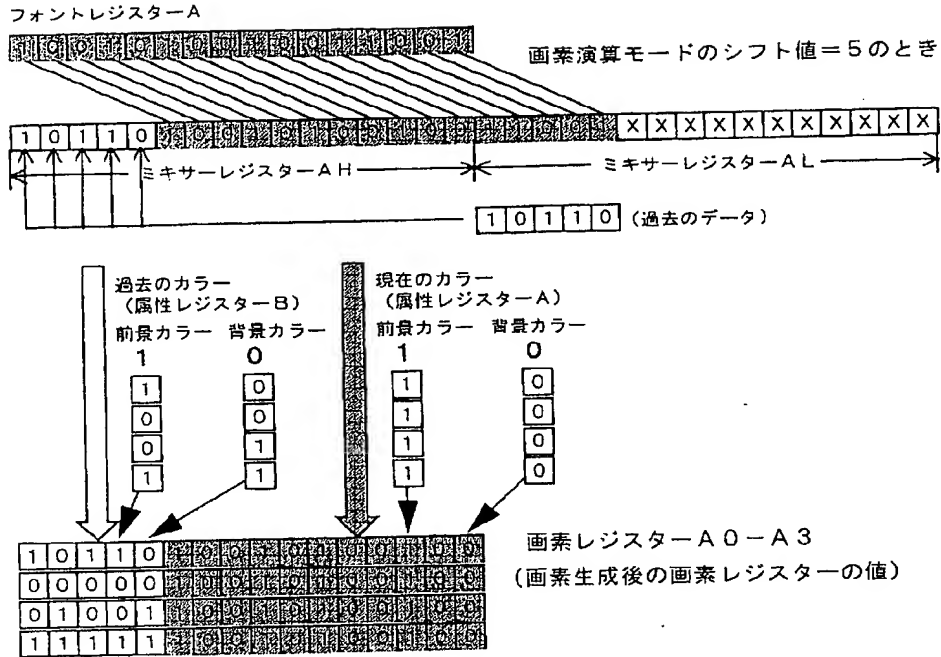 フォントレジスターA
画素演算モードのシフト値＝5のとき
1 0 1 1 0
X X X X X X X X X X X
ミキサーレジスターAH
ミキサーレジスターAL
1 0 1 1 0 (過去のデータ)
過去のカラー
(属性レジスターB)
前景カラー 背景カラー
1 0
1 0
0 0
0 1
1 1
現在のカラー
(属性レジスターA)
前景カラー 背景カラー
1 0
1 0
1 0
1 0
1 0
1 0 1 1 0
0 0 0 0 0
0 1 0 0 1
1 1 1 1 1
画素レジスターA0-A3
(画素生成後の画素レジスターの値)